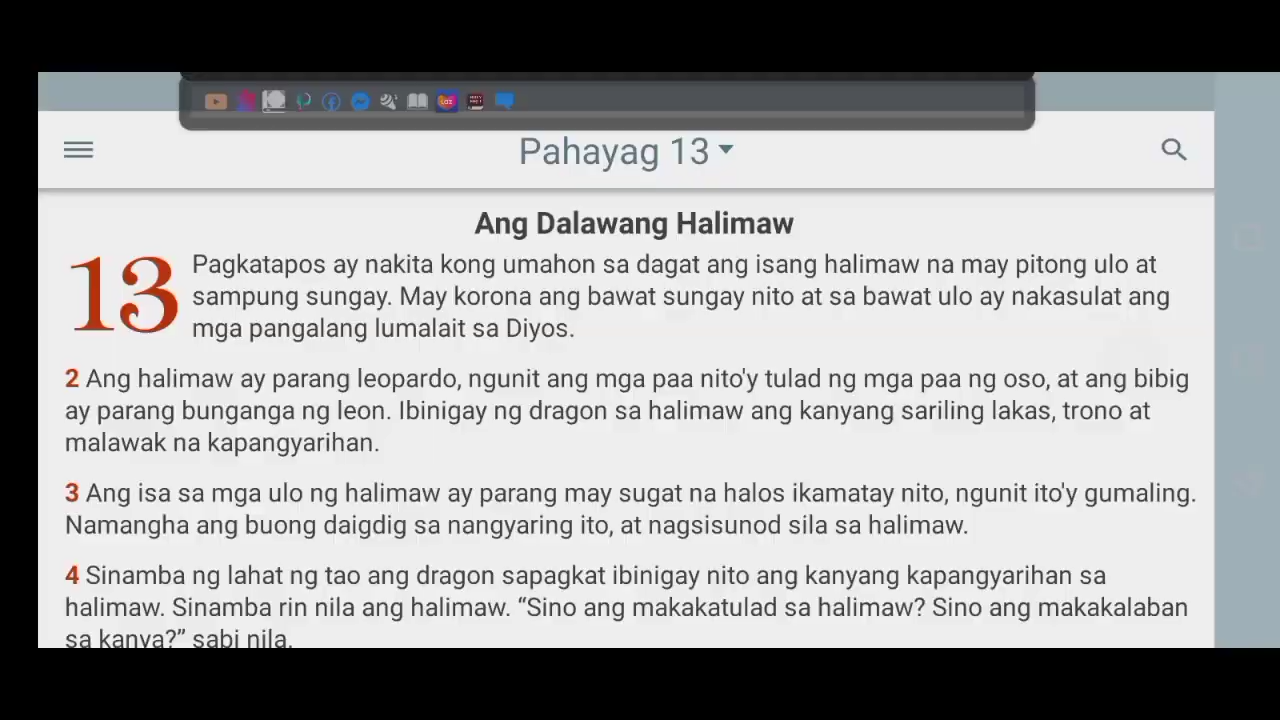 Pahayag 13
Ang Dalawang Halimaw
13 Pagkatapos ay nakita kong umahon sa dagat ang isang halimaw na may pitong ulo at
sampung sungay. May korona ang bawat sungay nito at sa bawat ulo ay nakasulat ang
mga pangalang lumalait sa Diyos.
2 Ang halimaw ay parang leopardo, ngunit ang mga paa nito'y tulad ng mga paa ng oso, at ang bibig
ay parang bunganga ng leon. Ibinigay ng dragon sa halimaw ang kanyang sariling lakas, trono at
malawak na kapangyarihan.
3 Ang isa sa mga ulo ng halimaw ay parang may sugat na halos ikamatay nito, ngunit ito'y gumaling.
Namangha ang buong daigdig sa nangyaring ito, at nagsisunod sila sa halimaw.
4 Sinamba ng lahat ng tao ang dragon sapagkat ibinigay nito ang kanyang kapangyarihan sa
halimaw. Sinamba rin nila ang halimaw. “Sino ang makakatulad sa halimaw? Sino ang makakalaban
sa kanya?” sabi nila.